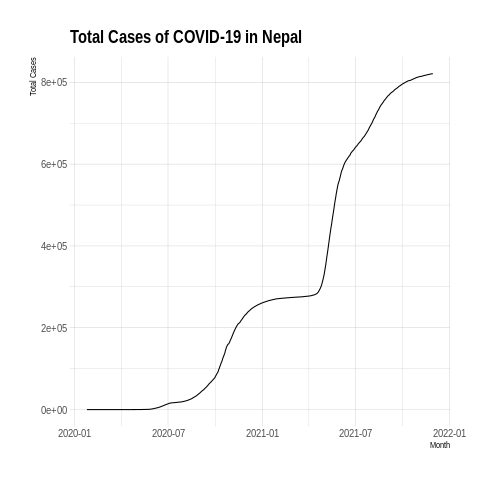 Total Cases of COVID-19 in Nepal
Total Cases
8e+05
6e+05
4e+05
2e+05
0e+00
2020-01 2020-07 2021-01 2021-07 2022-01
Month